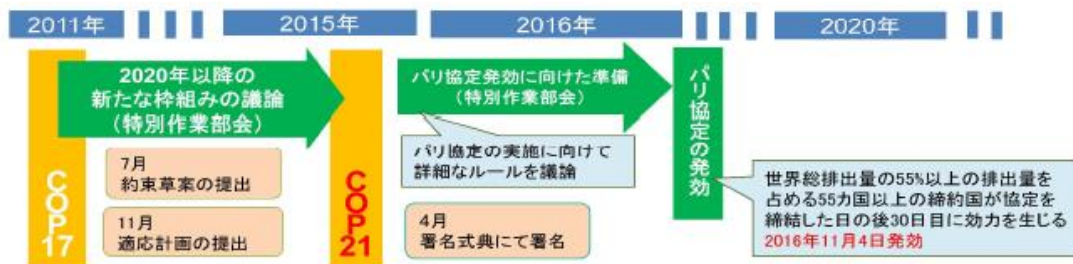 2011年
2015年
2016年
2020年
COP17
2020年以降の
新たな枠組みの議論
（特別作業部会）
7月
約束草案の提出
11月
適応計画の提出
COP21
パリ協定発効に向けた準備
（特別作業部会）
パリ協定の実施に向けて
詳細なルールを議論
4月
署名式典にて署名
パリ協定の発効
世界総排出量の55%以上の排出量を
占める55カ国以上の締約国が協定を
締結した日の後30日目に効力を生じる
2016年11月4日発効